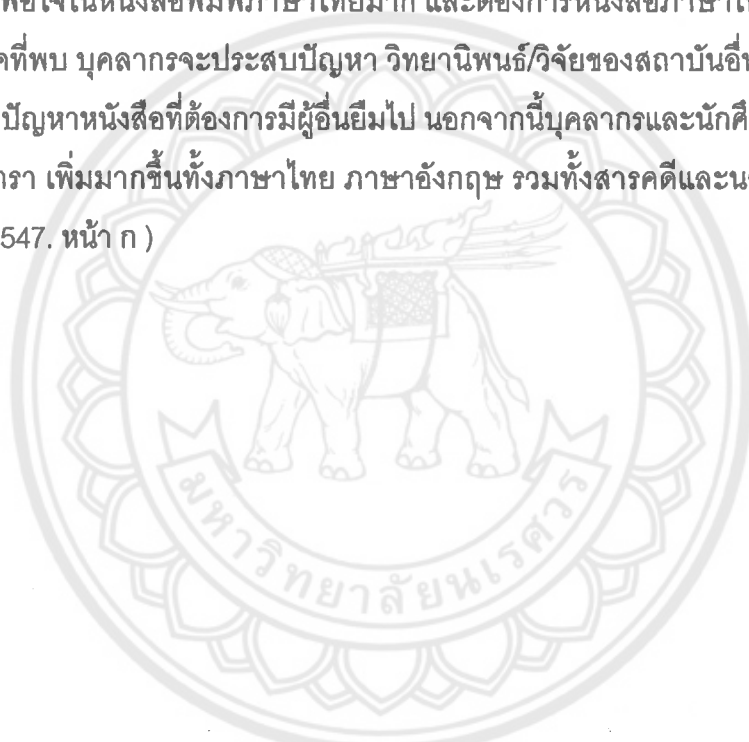 พอใจในหนังสือพิมพ์ภาษาไทยมาก และต้องการหนังสือภาษาไ
คที่พบ บุคลากรจะประสบปัญหา วิทยานิพนธ์/วิจัยของสถาบันอื่น
ปัญหาหนังสือที่ต้องการมีผู้อื่นยืมไป นอกจากนี้บุคลากรและนักศึ
ารา เพิ่มมากขึ้นทั้งภาษาไทย ภาษาอังกฤษ รวมทั้งสารคดีและน
547. หน้า ก )
มหาวิทยาลัยนเรศวร